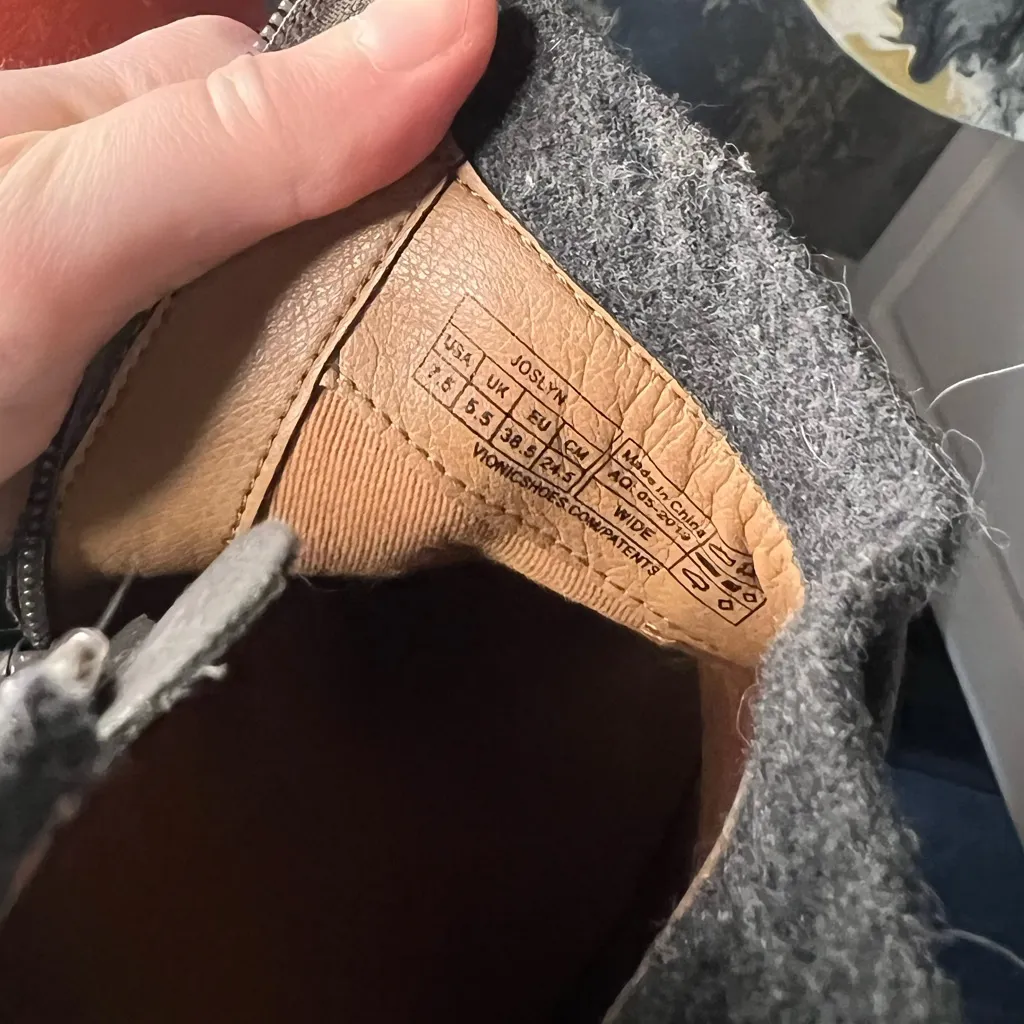 JOSLYN
USA UK EU CM
7.5 5.5 38.5 24.5
Made in China
AQ: 05-2019
WIDE
VIONICSHOES.COM/PATENTS